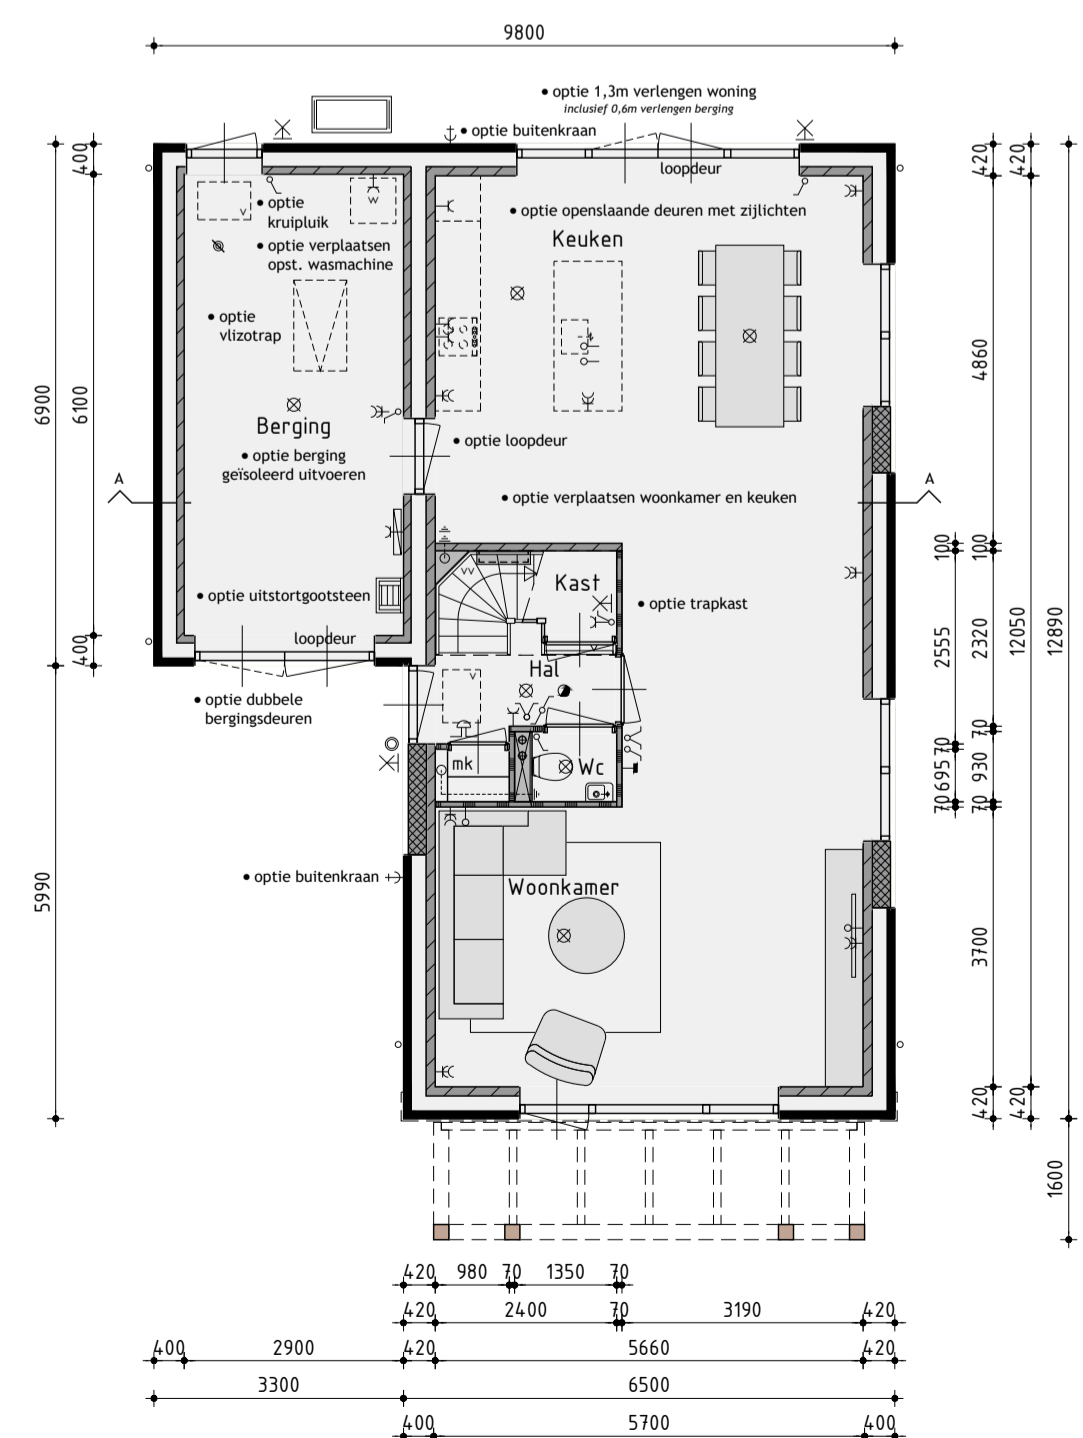 9800
• optie 1,3m verlengen woning
inclusief 0,6m verlengen berging
• optie buitenkraan
loopdeur
400
420
420
• optie
kruipluik
w
v
• optie openslaande deuren met zijlichten
Keuken
• optie verplaatsen
opst. wasmachine
• optie
vlizotrap
4860
6900
6100
Berging
• optie loopdeur
• optie berging
geïsoleerd uitvoeren
A
• optie verplaatsen woonkamer en keuken
A
100
100
vv
Kast
• optie uitstortgootsteen
• optie trapkast
2555
2320
12050
12890
loopdeur
400
v
Hal
v
• optie dubbele
bergingsdeuren
70
70
mk
Wc
695
930
70
70
• optie buitenkraan
Woonkamer
5990
3700
420
420
1600
420
980
70
1350
70
420
2400
70
3190
420
400
2900
420
5660
420
3300
6500
400
5700
400